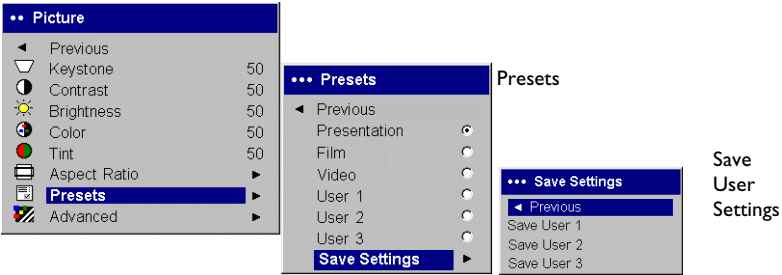 Picture
Previous
Keystone 50
Contrast 50
Brightness 50
Color 50
Tint 50
Aspect Ratio
Presets
Advanced
Presets
Previous
Presentation
Film
Video
User 1
User 2
User 3
Save Settings
Presets
Save Settings
Previous
Save User 1
Save User 2
Save User 3
Save
User
Settings